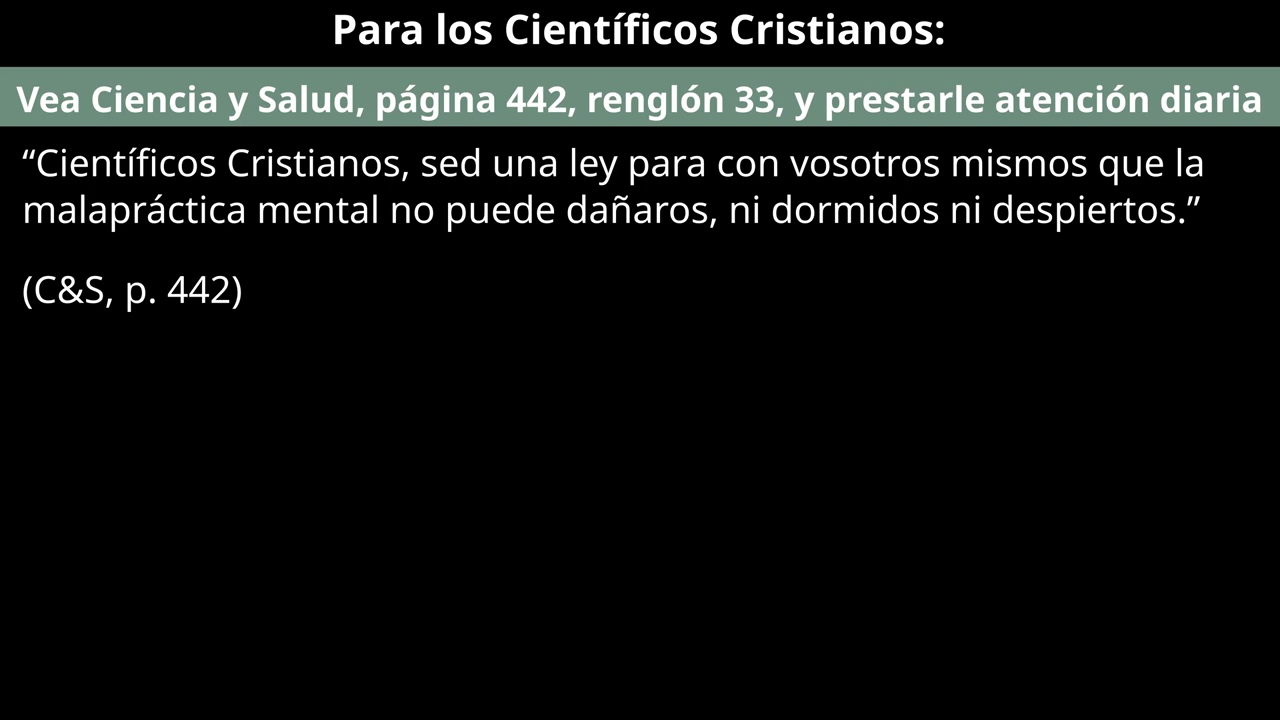 Para los Científicos Cristianos:
Vea Ciencia y Salud, página 442, renglón 33, y prestarle atención diaria
“Científicos Cristianos, sed una ley para con vosotros mismos que la
malapráctica mental no puede dañaros, ni dormidos ni despiertos.”
(C&S, p. 442)